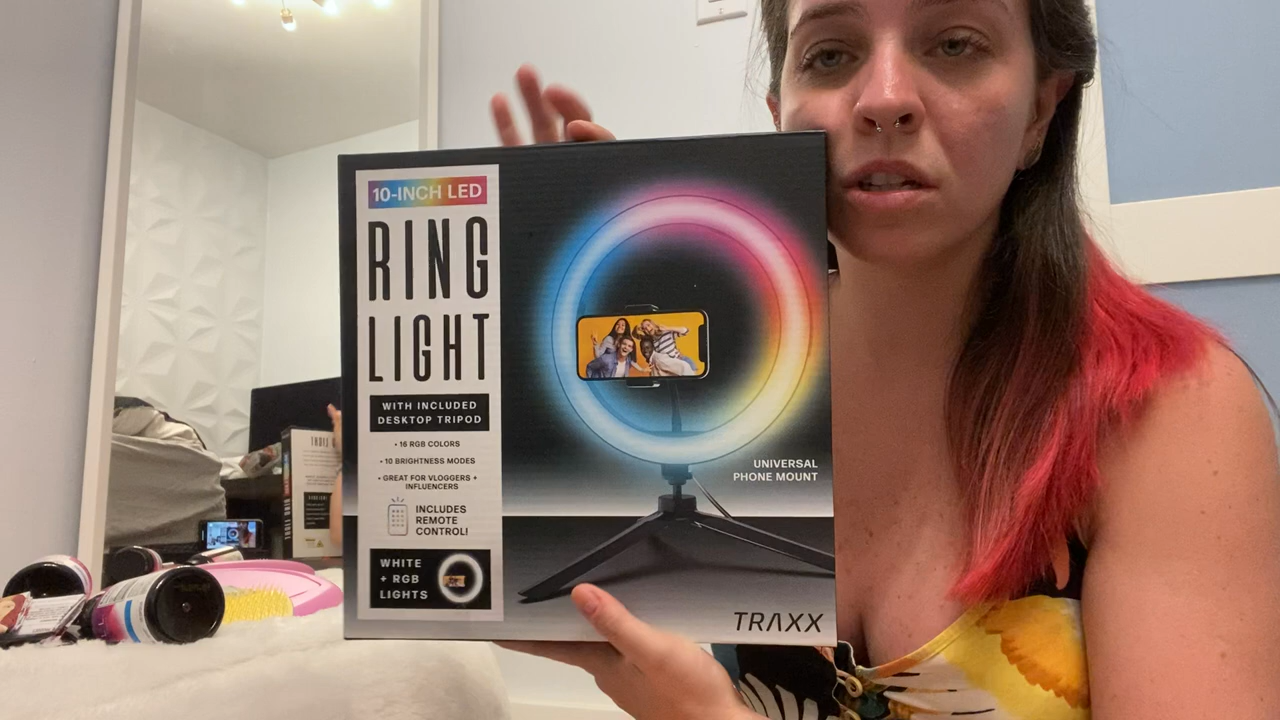 10-INCH LED
RING
LIGHT
WITH INCLUDED
DESKTOP TRIPOD
• 16 RGB COLORS
• 10 BRIGHTNESS MODES
• GREAT FOR VLOGGERS +
INFLUENCERS
INCLUDES
REMOTE
CONTROL!
WHITE
+ RGB
LIGHTS
UNIVERSAL
PHONE MOUNT
TRAXX